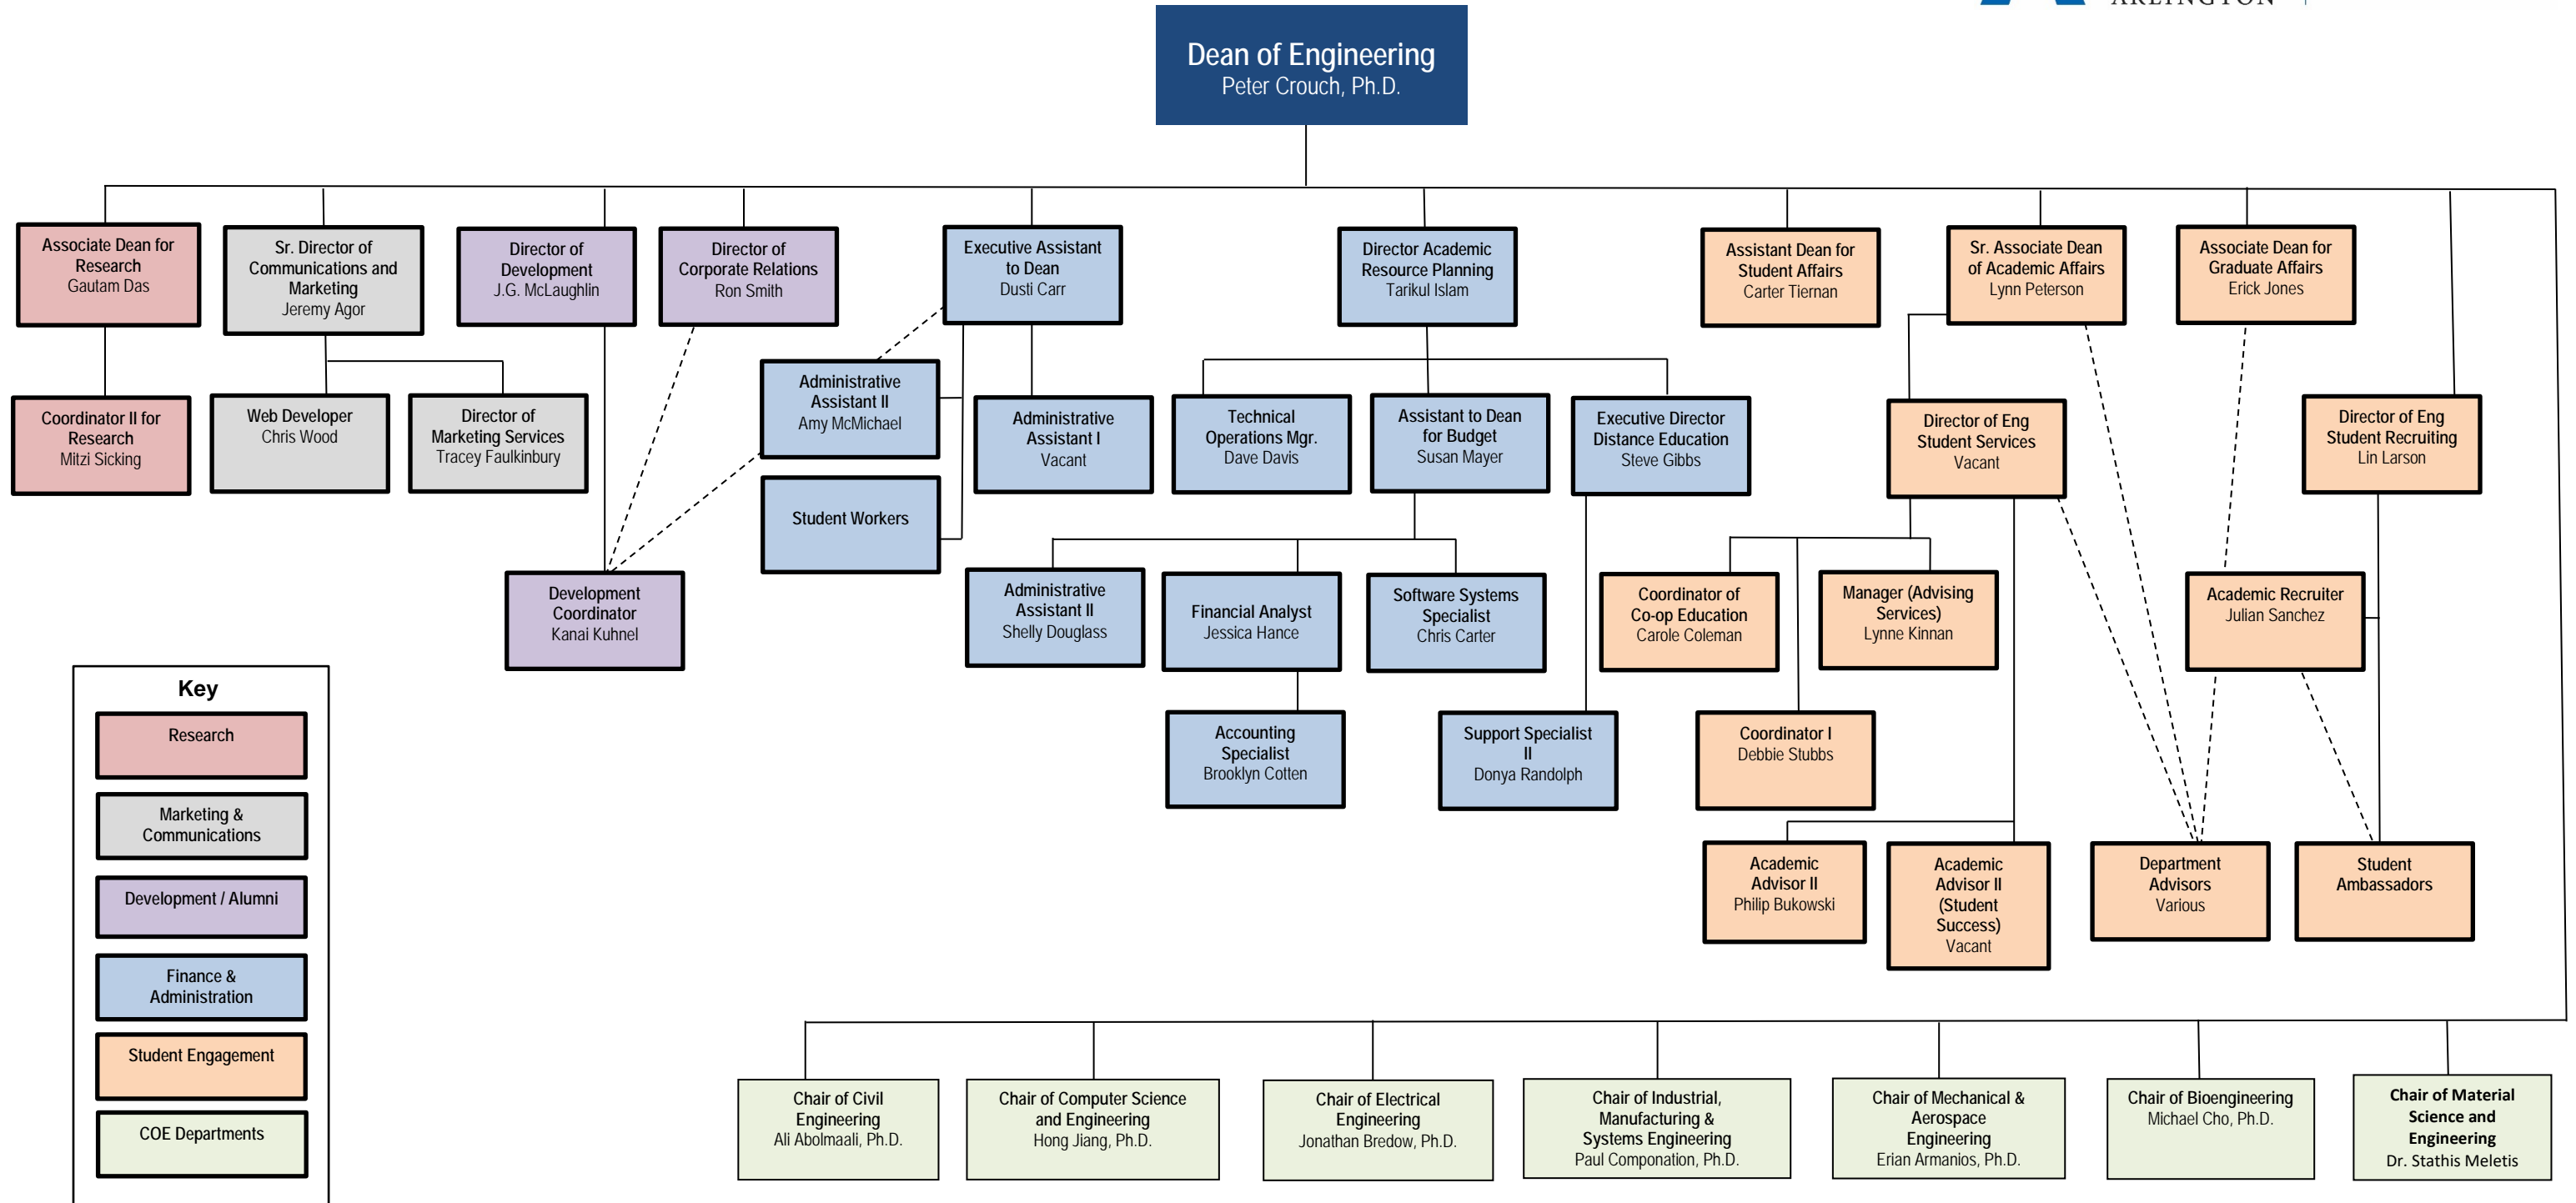 ARLINGTON
Dean of Engineering
Peter Crouch, Ph.D.
Associate Dean for
Research
Gautam Das
Sr. Director of
Communications and
Marketing
Jeremy Agor
Director of
Development
J.G. McLaughlin
Director of
Corporate Relations
Ron Smith
Executive Assistant
to Dean
Dusti Carr
Director Academic
Resource Planning
Tarikul Islam
Assistant Dean for
Student Affairs
Carter Tiernan
Sr. Associate Dean
of Academic Affairs
Lynn Peterson
Associate Dean for
Graduate Affairs
Erick Jones
Coordinator II for
Research
Mitzi Sicking
Web Developer
Chris Wood
Director of
Marketing Services
Tracey Faulkinbury
Administrative
Assistant II
Amy McMichael
Administrative
Assistant I
Vacant
Technical
Operations Mgr.
Dave Davis
Assistant to Dean
for Budget
Susan Mayer
Executive Director
Distance Education
Steve Gibbs
Director of Eng
Student Services
Vacant
Director of Eng
Student Recruiting
Lin Larson
Student Workers
Development
Coordinator
Kanai Kuhnel
Administrative
Assistant II
Shelly Douglass
Financial Analyst
Jessica Hance
Software Systems
Specialist
Chris Carter
Coordinator of
Co-op Education
Carole Coleman
Manager (Advising
Services)
Lynne Kinnan
Academic Recruiter
Julian Sanchez
Accounting
Specialist
Brooklyn Cotten
Support Specialist
II
Donya Randolph
Coordinator I
Debbie Stubbs
Academic
Advisor II
Philip Bukowski
Academic
Advisor II
(Student
Success)
Vacant
Department
Advisors
Various
Student
Ambassadors
Key
Research
Marketing &
Communications
Development / Alumni
Finance &
Administration
Student Engagement
COE Departments
Chair of Civil
Engineering
Ali Abolmaali, Ph.D.
Chair of Computer Science
and Engineering
Hong Jiang, Ph.D.
Chair of Electrical
Engineering
Jonathan Bredow, Ph.D.
Chair of Industrial,
Manufacturing &
Systems Engineering
Paul Componation, Ph.D.
Chair of Mechanical &
Aerospace
Engineering
Erian Armanios, Ph.D.
Chair of Bioengineering
Michael Cho, Ph.D.
Chair of Material
Science and
Engineering
Dr. Stathis Meletis